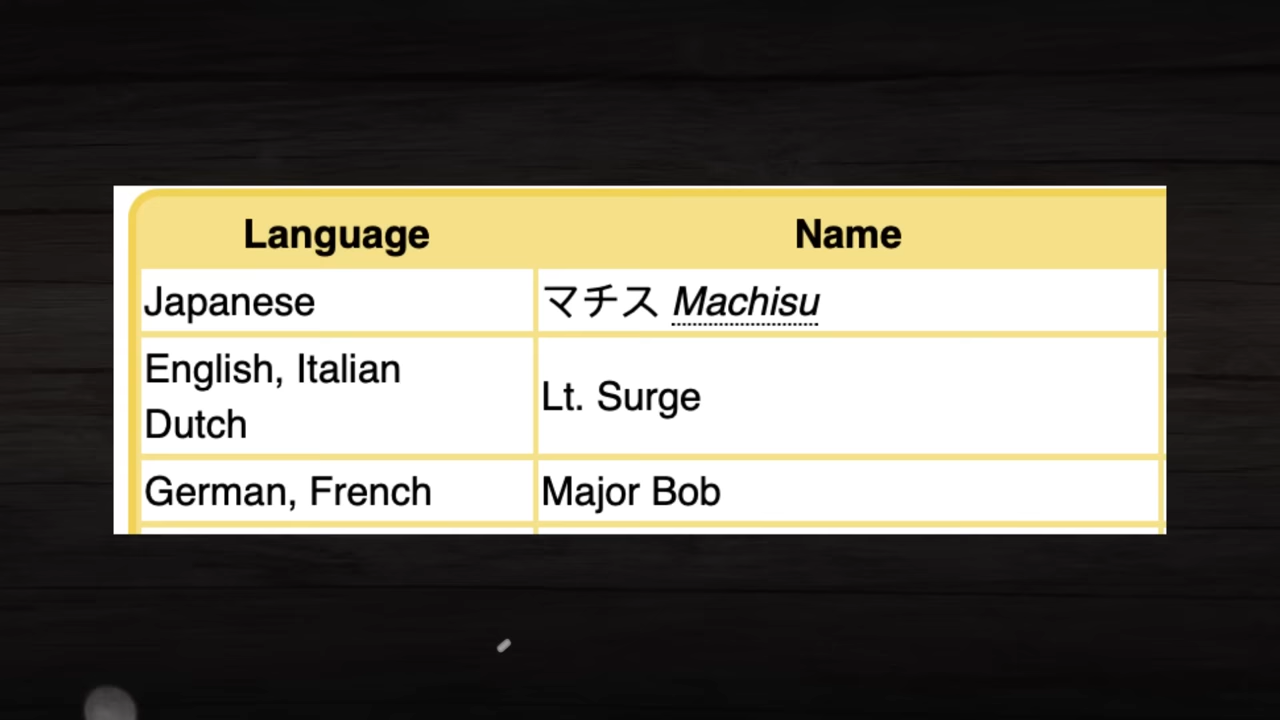 Language Name
Japanese マチス Machisu
English, Italian
Dutch
Lt. Surge
German, French Major Bob